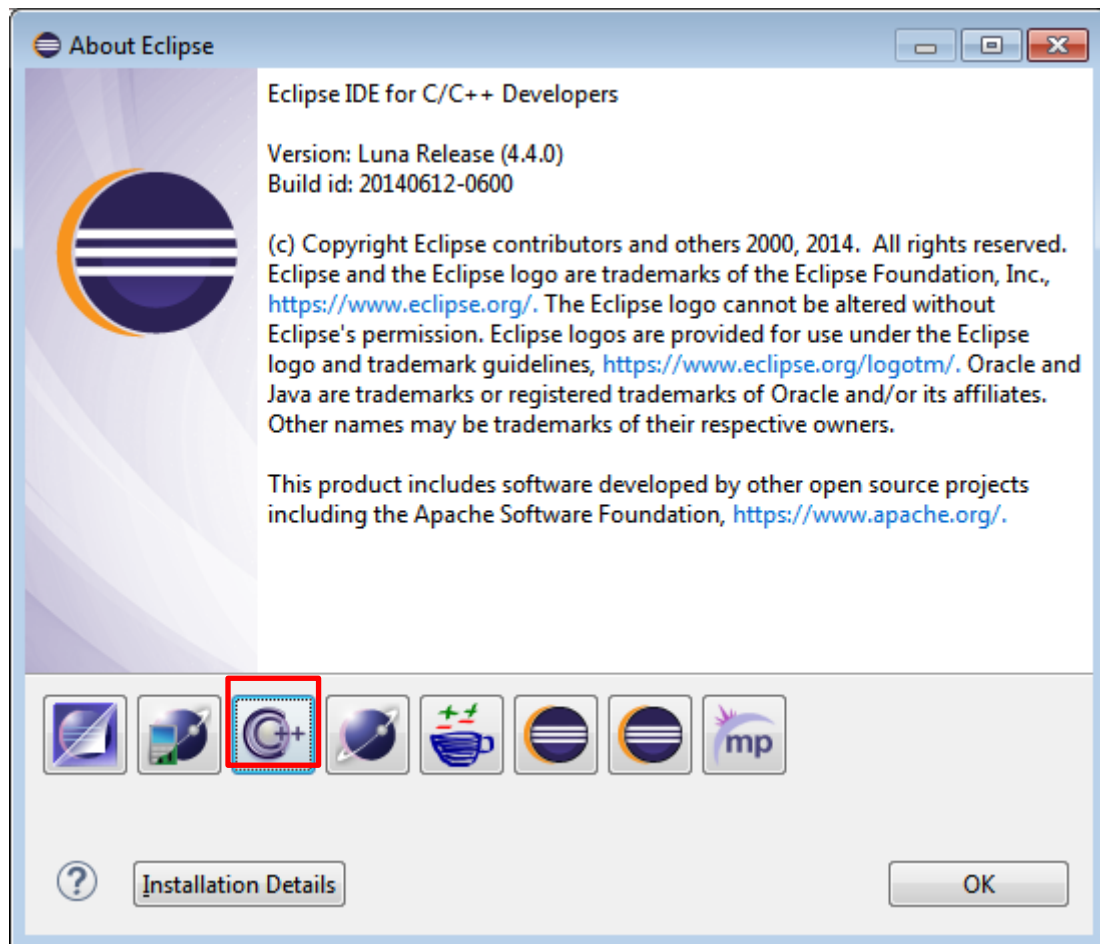 About Eclipse
Eclipse IDE for C/C++ Developers
Version: Luna Release (4.4.0)
Build id: 20140612-0600
(c) Copyright Eclipse contributors and others 2000, 2014.  All rights reserved.
Eclipse and the Eclipse logo are trademarks of the Eclipse Foundation, Inc.,
https://www.eclipse.org/. The Eclipse logo cannot be altered without
Eclipse's permission. Eclipse logos are provided for use under the Eclipse
logo and trademark guidelines, https://www.eclipse.org/logotm/. Oracle and
Java are trademarks or registered trademarks of Oracle and/or its affiliates.
Other names may be trademarks of their respective owners.
This product includes software developed by other open source projects
including the Apache Software Foundation, https://www.apache.org/.
C++
mp
? Installation Details OK